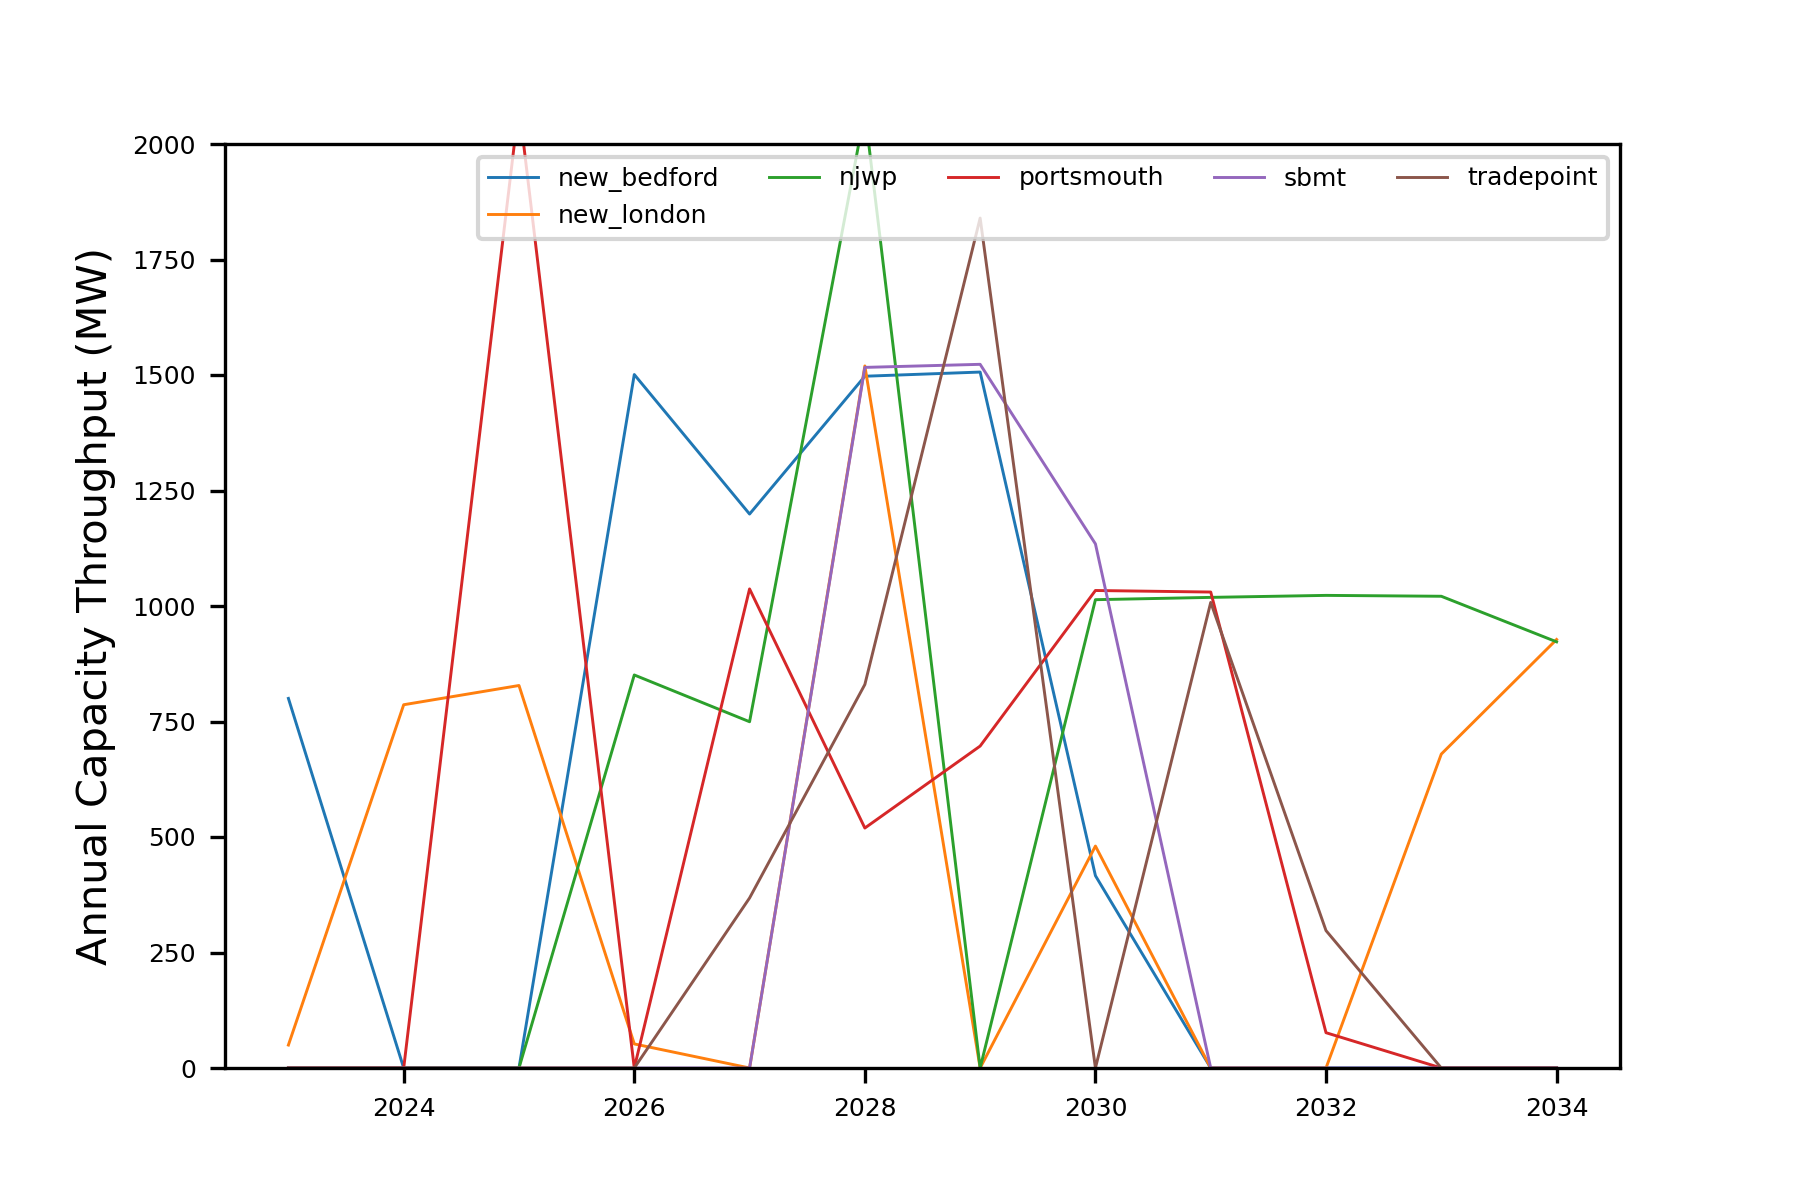 Annual Capacity Throughput (MW)
2000
1750
1500
1250
1000
750
500
250
0
new_bedford njwp portsmouth sbmt tradepoint
new_london
2024 2026 2028 2030 2032 2034